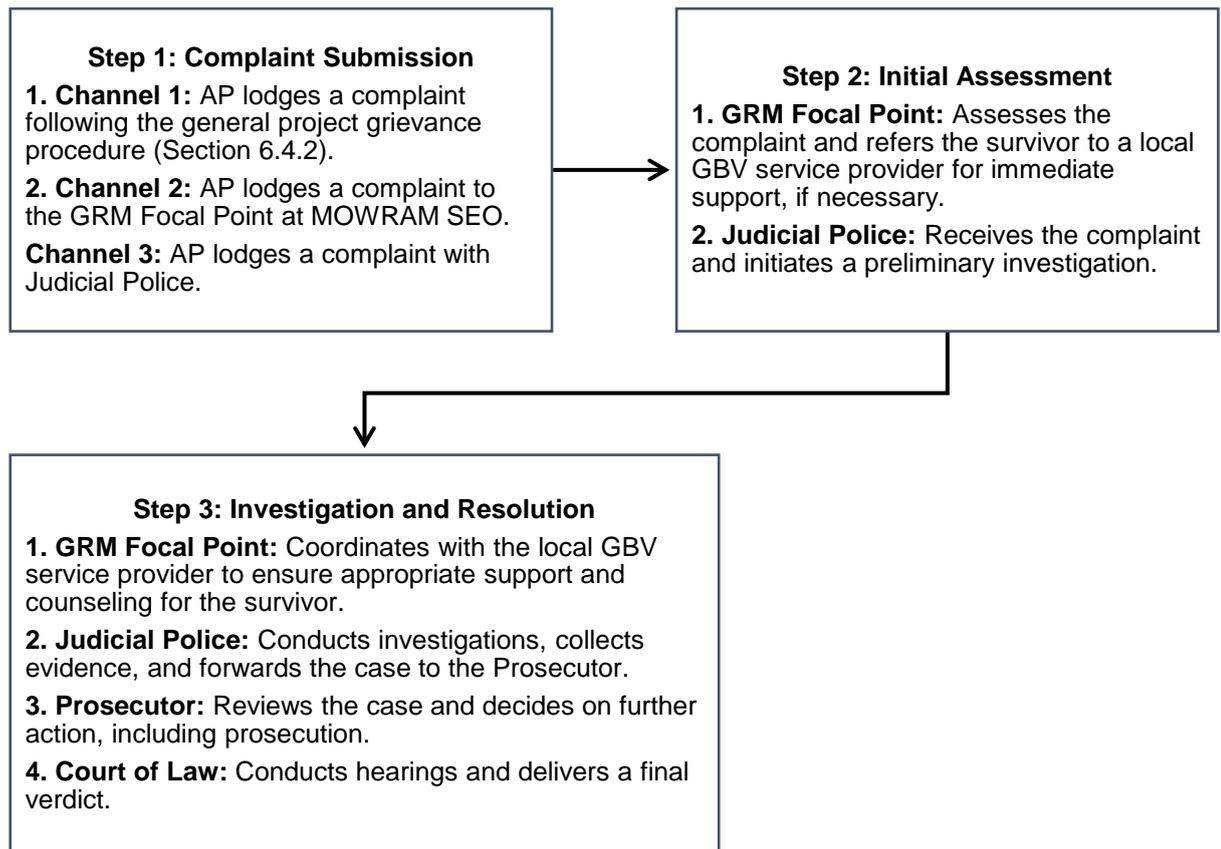 Step 1: Complaint Submission
1. Channel 1: AP lodges a complaint
following the general project grievance
procedure (Section 6.4.2).
2. Channel 2: AP lodges a complaint to
the GRM Focal Point at MOWRAM SEO.
Channel 3: AP lodges a complaint with
Judicial Police.
Step 2: Initial Assessment
1. GRM Focal Point: Assesses the
complaint and refers the survivor to a local
GBV service provider for immediate
support, if necessary.
2. Judicial Police: Receives the complaint
and initiates a preliminary investigation.
Step 3: Investigation and Resolution
1. GRM Focal Point: Coordinates with the local GBV
service provider to ensure appropriate support and
counseling for the survivor.
2. Judicial Police: Conducts investigations, collects
evidence, and forwards the case to the Prosecutor.
3. Prosecutor: Reviews the case and decides on further
action, including prosecution.
4. Court of Law: Conducts hearings and delivers a final
verdict.